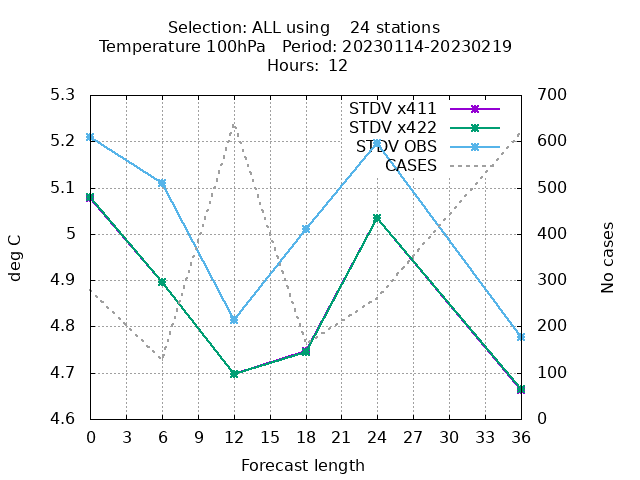 Selection: ALL using    24 stations
Temperature 100hPa   Period: 20230114-20230219
Hours: 12
5.3
5.2
5.1
5
4.9
4.8
4.7
4.6
deg C
STDV x411
STDV x422
STDV OBS
CASES
700
600
500
400
300
200
100
0
No cases
0 3 6 9 12 15 18 21 24 27 30 33 36
Forecast length